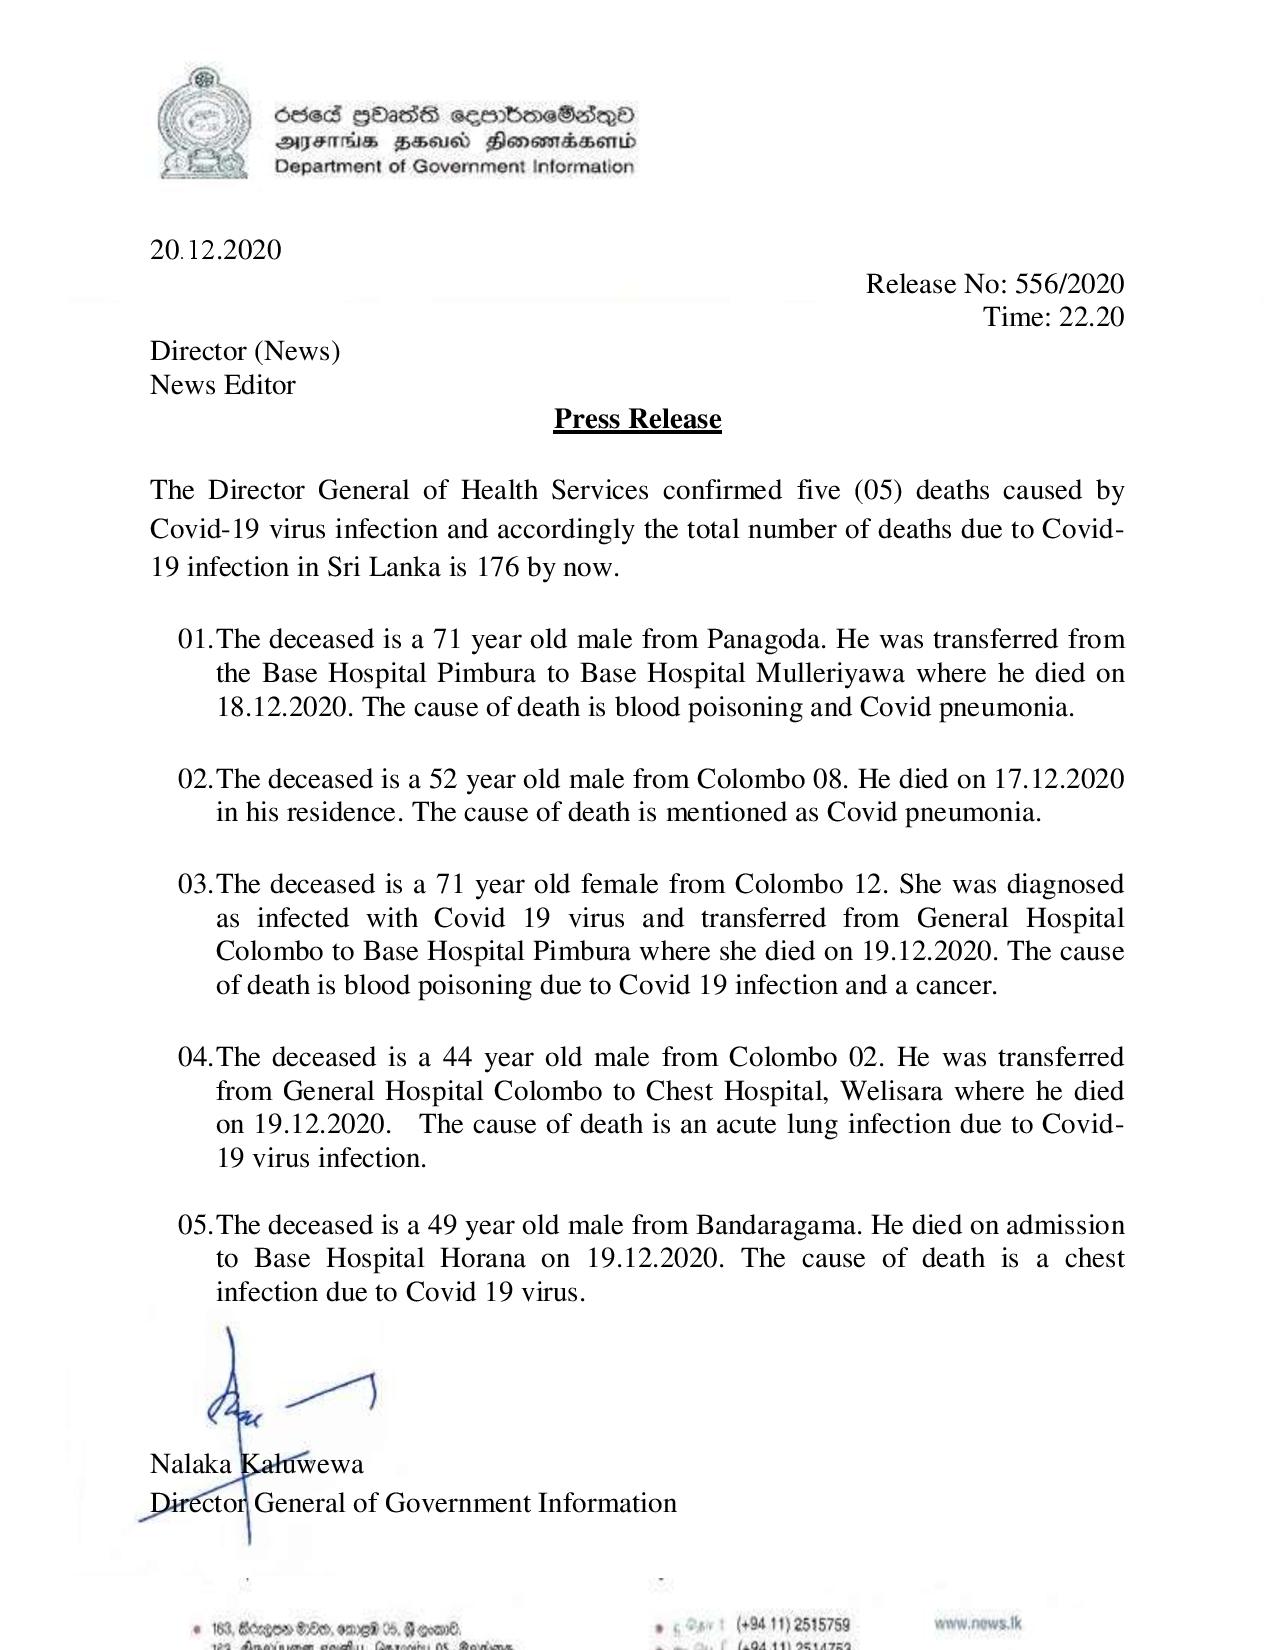 රජයේ ප්‍රවෘත්ති දෙපාර්තමේන්තුව
அரசாங்க தகவல் திணைக்களம்
Department of Government Information
20.12.2020
Release No: 556/2020
Time: 22.20
Director (News)
News Editor
Press Release
The Director General of Health Services confirmed five (05) deaths caused by
Covid-19 virus infection and accordingly the total number of deaths due to Covid-
19 infection in Sri Lanka is 176 by now.
01. The deceased is a 71 year old male from Panagoda. He was transferred from
the Base Hospital Pimbura to Base Hospital Mulleriyawa where he died on
18.12.2020. The cause of death is blood poisoning and Covid pneumonia.
02. The deceased is a 52 year old male from Colombo 08. He died on 17.12.2020
in his residence. The cause of death is mentioned as Covid pneumonia.
03. The deceased is a 71 year old female from Colombo 12. She was diagnosed
as infected with Covid 19 virus and transferred from General Hospital
Colombo to Base Hospital Pimbura where she died on 19.12.2020. The cause
of death is blood poisoning due to Covid 19 infection and a cancer.
04. The deceased is a 44 year old male from Colombo 02. He was transferred
from General Hospital Colombo to Chest Hospital, Welisara where he died
on 19.12.2020. The cause of death is an acute lung infection due to Covid-
19 virus infection.
05. The deceased is a 49 year old male from Bandaragama. He died on admission
to Base Hospital Horana on 19.12.2020. The cause of death is a chest
infection due to Covid 19 virus.
Nalaka Kaluwewa
Director General of Government Information
163, කිරුළපන මාවත, කොළඹ 05, ශ්‍රී ලංකාව.
(+94 11) 2515759
www.news.lk
(+94 11) 2514753